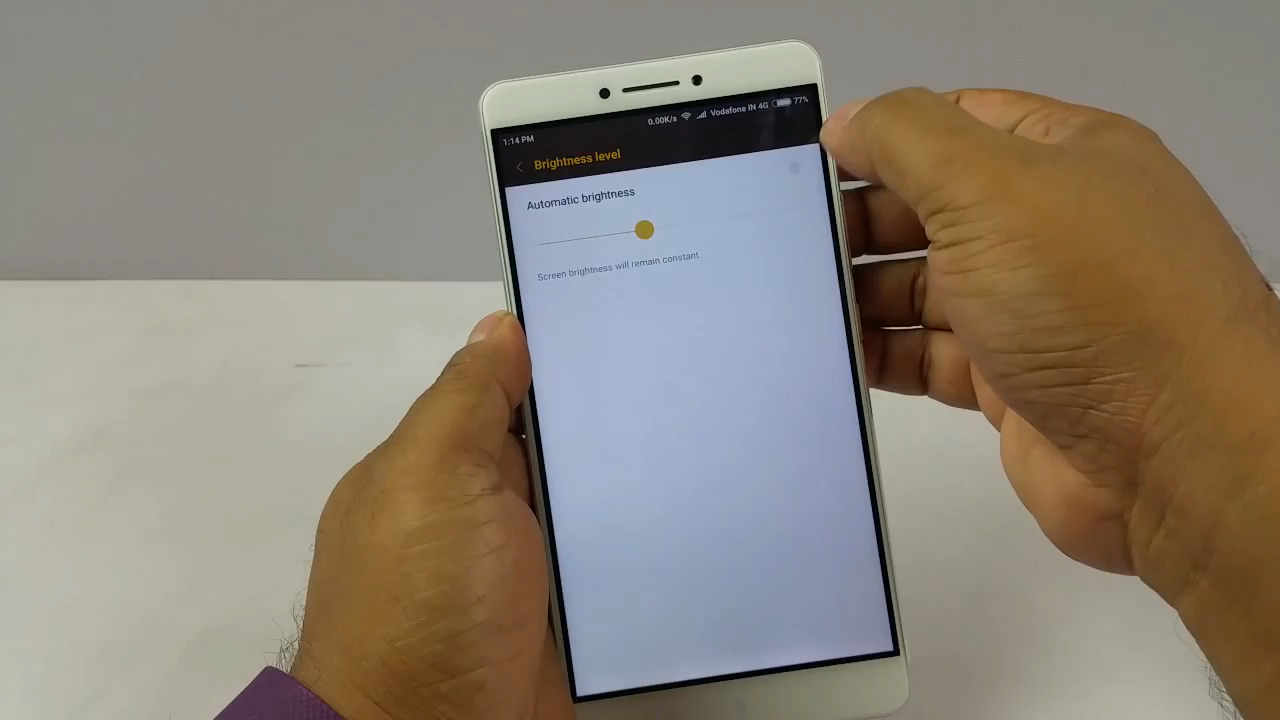 1:14 PM 0.00K/s Vodafone IN 4G 77%
Brightness level
Automatic brightness
Screen brightness will remain constant